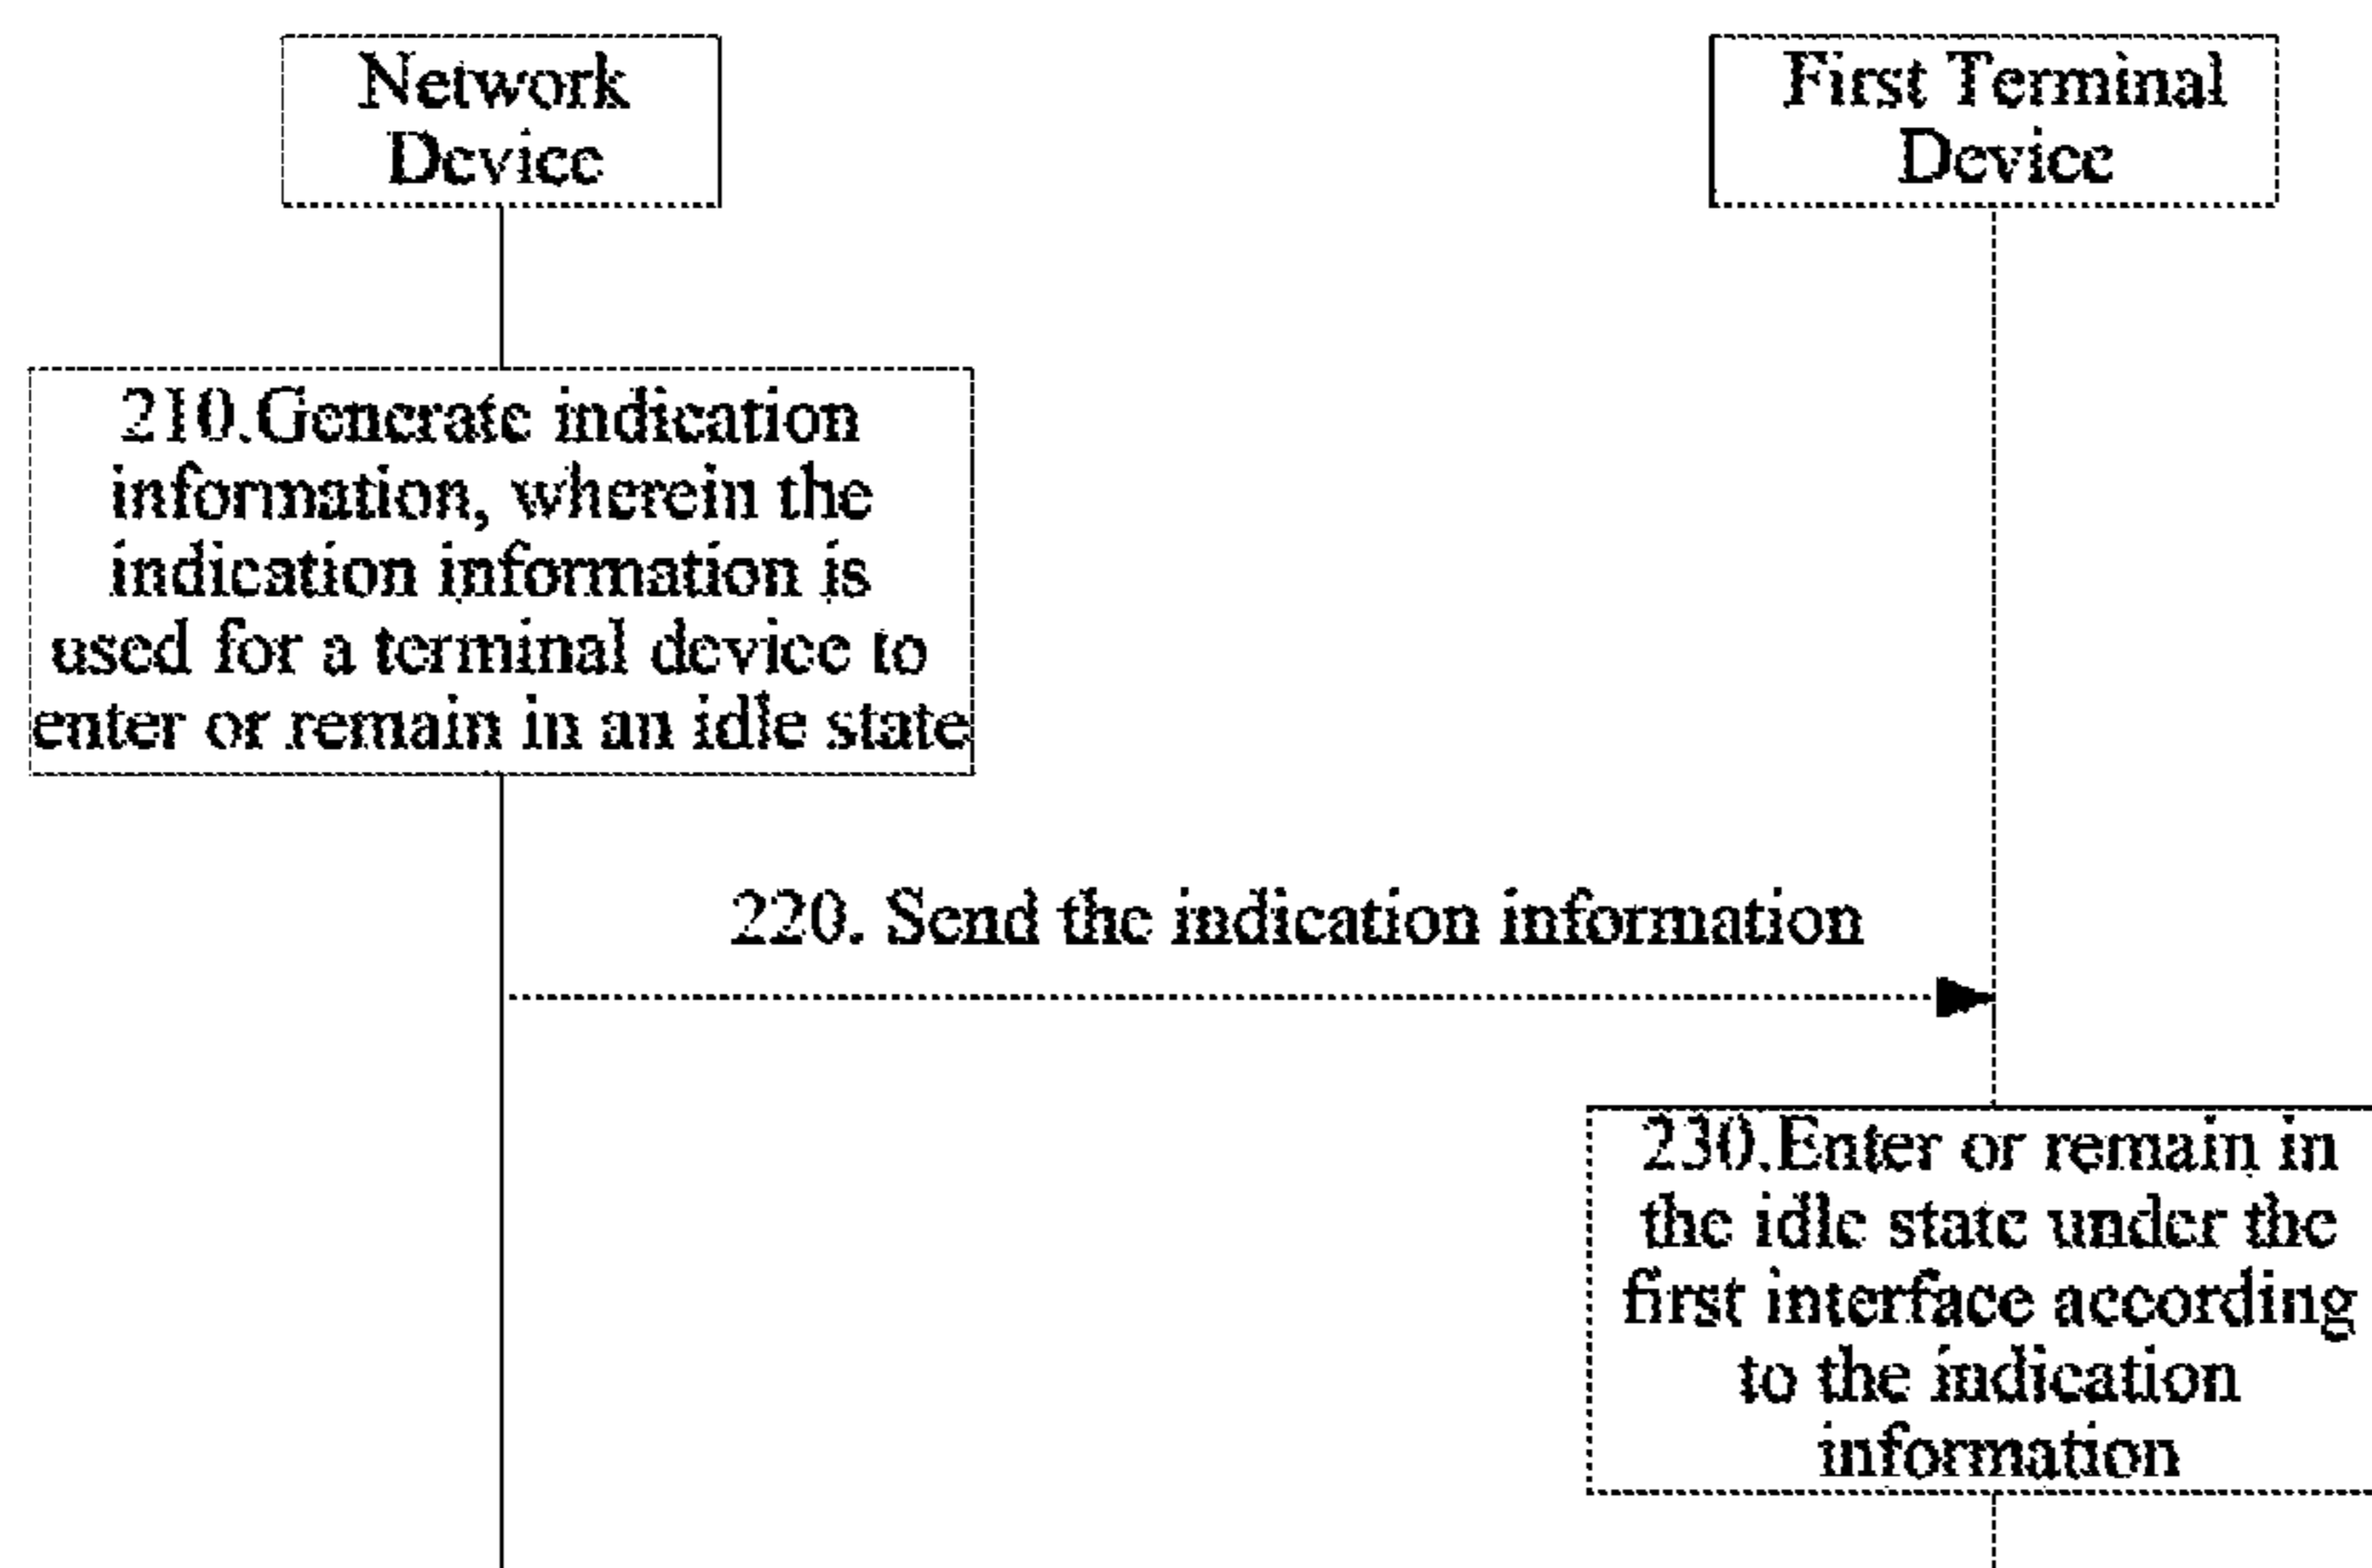 Network
Device
First Terminal
Device
210.Generate indication
information, wherein the
indication information is
used for a terminal device to
enter or remain in an idle state
220. Send the indication information
230.Enter or remain in
the idle state under the
first interface according
to the indication
information